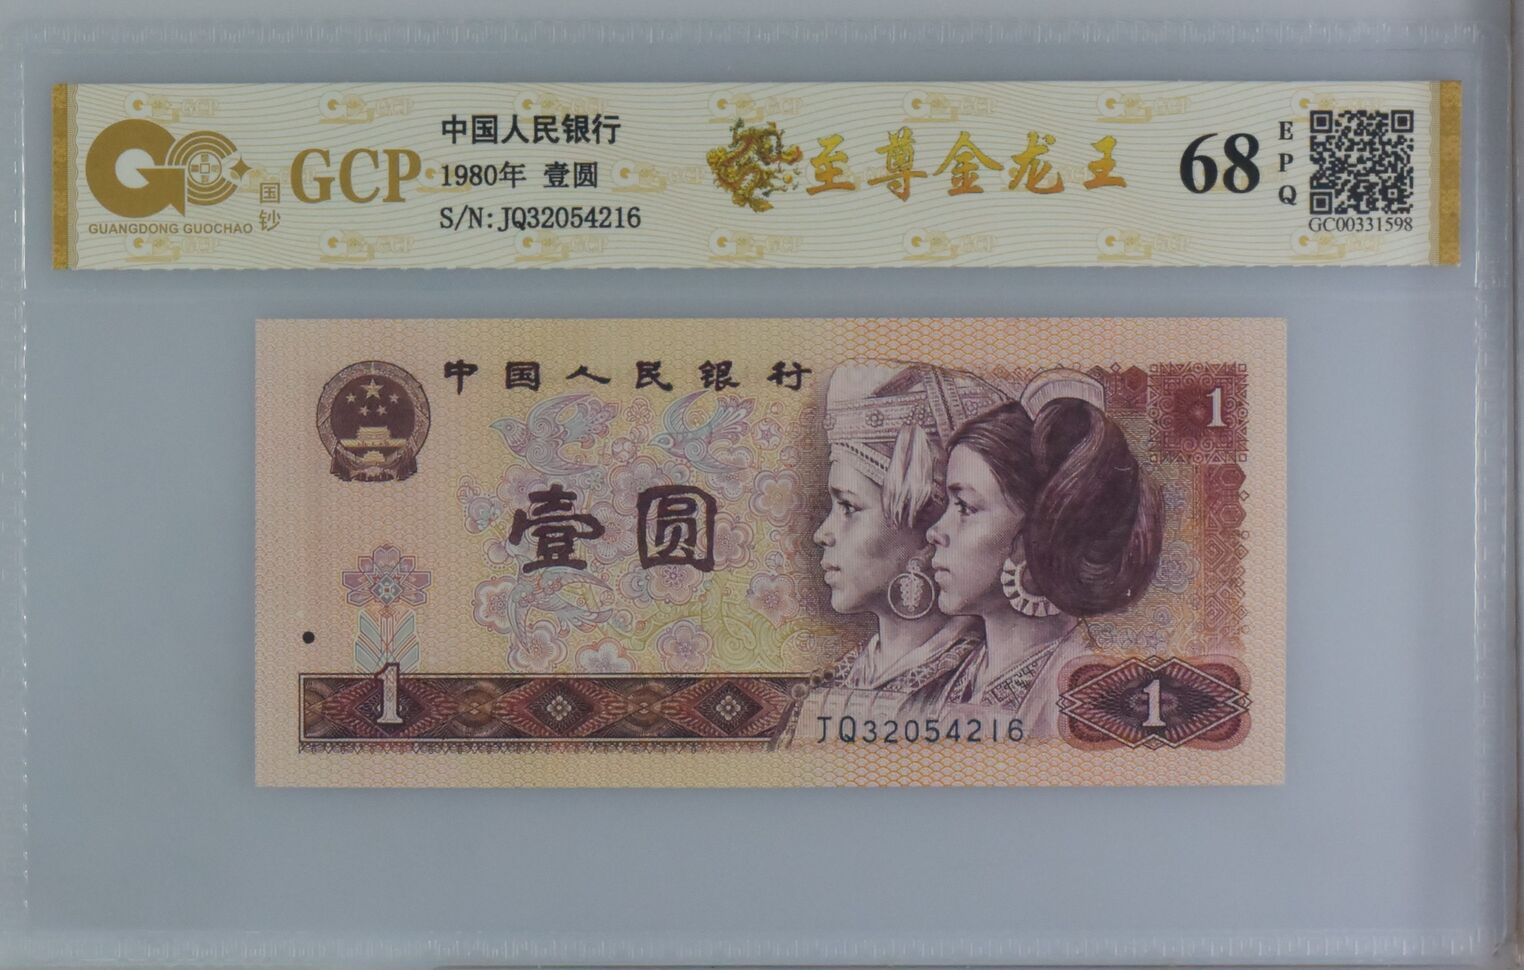 中国人民银行
GCP
国钞
GUANGDONG GUOCHAO
1980年 壹圆
S/N: JQ32054216
至尊金龙王
68
EPQ
GC00331598
中国人民银行
1
壹圆
1
1
JQ32054216